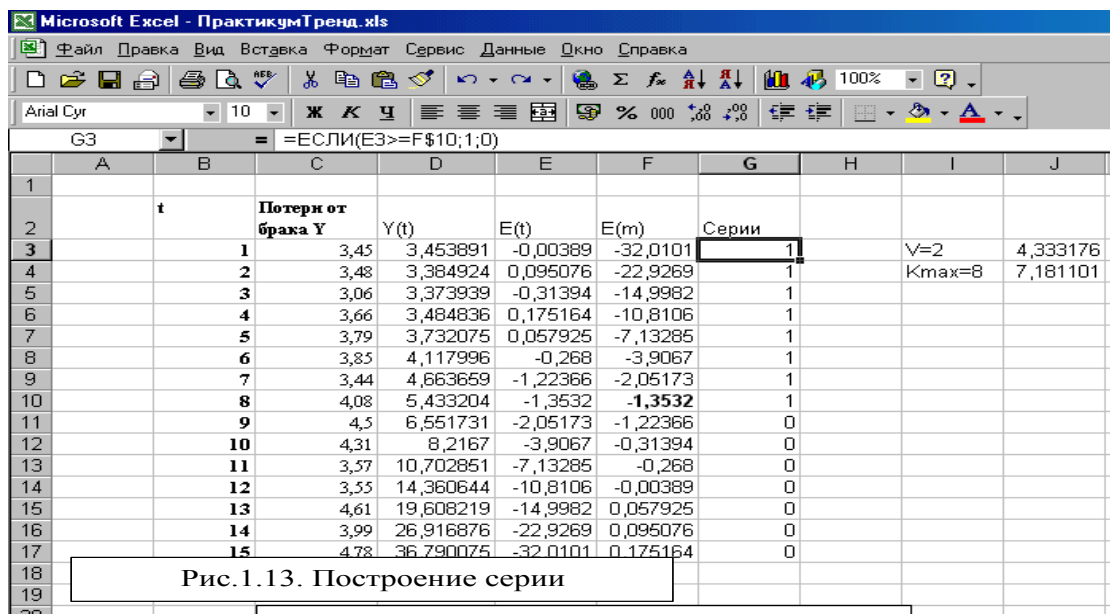 Microsoft Excel - ПрактикумТренд.xls
Файл Правка Вид Вставка Формат Сервис Данные Окно Справка
100%
Arial Cyr 10 Ж К Ч % 000
G3 = =ЕСЛИ(E3>=F$10;1;0)
A B C D E F G H I J
1
2 t Потери от брака Y Y(t) E(t) E(m) Серии
3 1 3,45 3,453891 -0,00389 -32,0101 1 V=2 4,333176
4 2 3,48 3,384924 0,095076 -22,9269 1 Kmax=8 7,181101
5 3 3,06 3,373939 -0,31394 -14,9982 1
6 4 3,66 3,484836 0,175164 -10,8106 1
7 5 3,79 3,732075 0,057925 -7,13285 1
8 6 3,85 4,117996 -0,268 -3,9067 1
9 7 3,44 4,663659 -1,22366 -2,05173 1
10 8 4,08 5,433204 -1,3532 -1,3532 1
11 9 4,5 6,551731 -2,05173 -1,22366 0
12 10 4,31 8,2167 -3,9067 -0,31394 0
13 11 3,57 10,702851 -7,13285 -0,268 0
14 12 3,55 14,360644 -10,8106 -0,00389 0
15 13 4,61 19,608219 -14,9982 0,057925 0
16 14 3,99 26,916876 -22,9269 0,095076 0
17 15 4,78 36,790075 -32,0101 0,175164 0
18
Рис.1.13. Построение серии
19